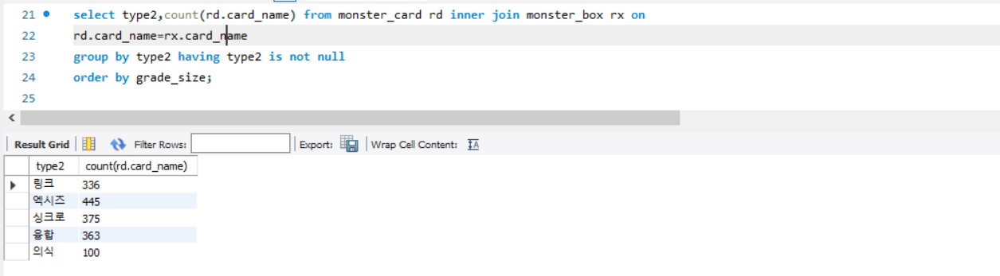 21 select type2,count(rd.card_name) from monster_card rd inner join monster_box rx on
22 rd.card_name=rx.card_name
23 group by type2 having type2 is not null
24 order by grade_size;
25
Result Grid Filter Rows: Export: Wrap Cell Content:
type2 count(rd.card_name)
링크 336
엑시즈 445
싱크로 375
융합 363
의식 100